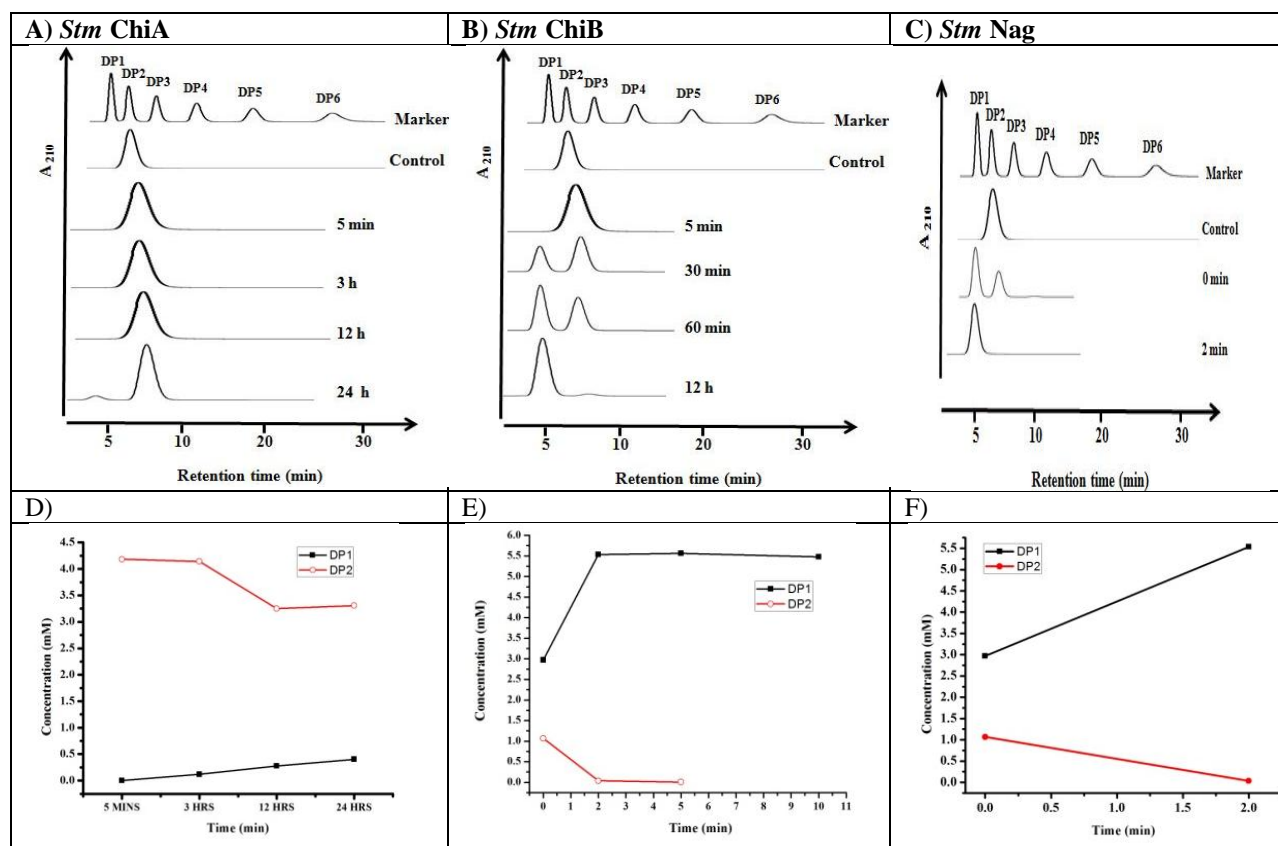 A) Stm ChiA
DP1
DP2
DP3
DP4
DP5
DP6
Marker
Control
5 min
3 h
12 h
24 h
A 210
5 10 20 30
Retention time (min)
B) Stm ChiB
DP1
DP2
DP3
DP4
DP5
DP6
Marker
Control
5 min
30 min
60 min
12 h
A 210
5 10 20 30
Retention time (min)
C) Stm Nag
DP1
DP2
DP3
DP4
DP5
DP6
Marker
Control
0 min
2 min
A 210
5 10 20 30
Retention time (min)
D)
DP1
DP2
4.5
4.0
3.5
3.0
2.5
2.0
1.5
1.0
0.5
0.0
Concentration (mM)
5 MINS 3 HRS 12 HRS 24 HRS
Time (min)
E)
DP1
DP2
6.0
5.5
5.0
4.5
4.0
3.5
3.0
2.5
2.0
1.5
1.0
0.5
0.0
Concentration (mM)
0 1 2 3 4 5 6 7 8 9 10 11
Time (min)
F)
DP1
DP2
5.5
5.0
4.5
4.0
3.5
3.0
2.5
2.0
1.5
1.0
0.5
0.0
Concentration (mM)
0.0 0.5 1.0 1.5 2.0
Time (min)